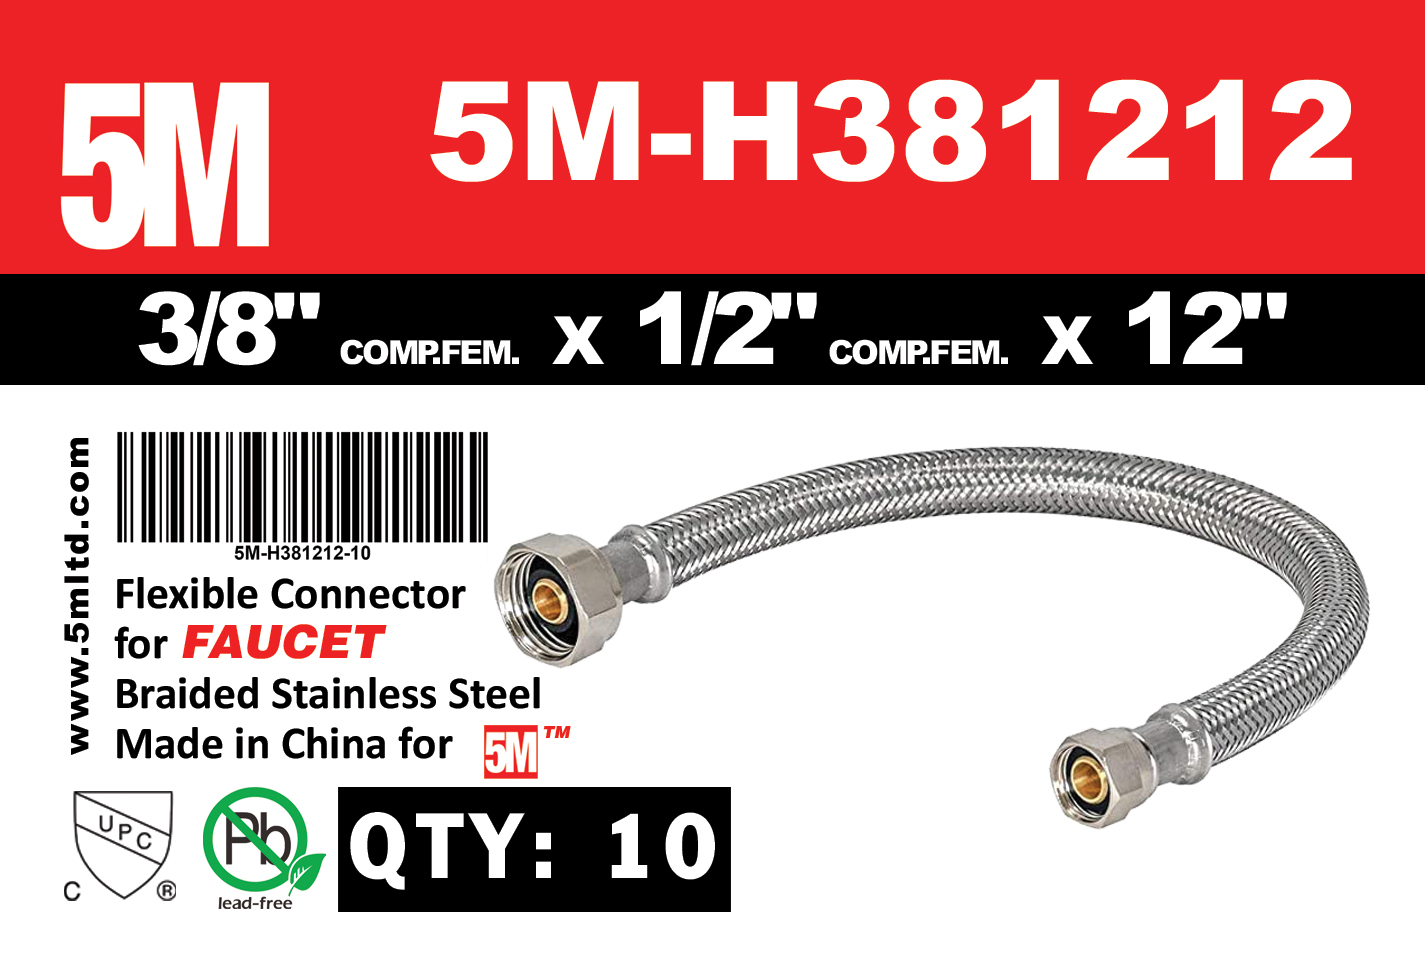 5M
5M-H381212
3/8" COMP.FEM. x 1/2" COMP.FEM. x 12"
www.5mltd.com
5M-H381212-10
Flexible Connector
for FAUCET
Braided Stainless Steel
Made in China for 5M™
UPC
C ®
Pb
lead-free
QTY: 10